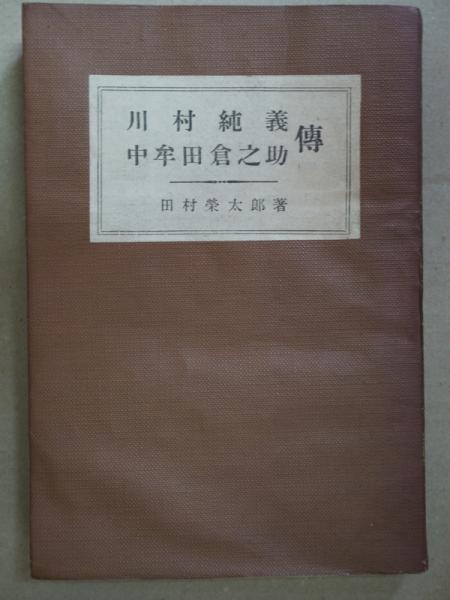 川村純義
中牟田倉之助 傳
田村榮太郎著